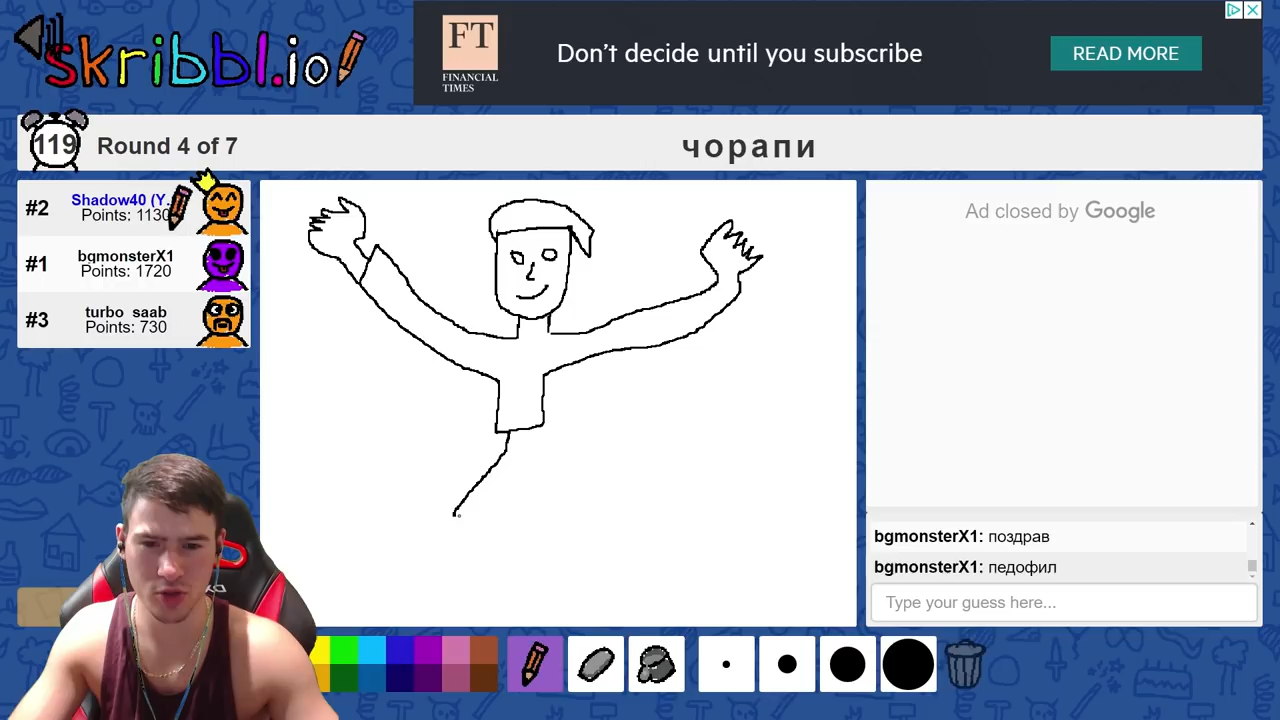 skribbl.io
FT
FINANCIAL
TIMES
Don't decide until you subscribe
READ MORE
119
Round 4 of 7
чорапи
#2
Shadow40 (Y.
Points: 1130
#1
bgmonsterX1
Points: 1720
#3
turbo saab
Points: 730
Ad closed by Google
bgmonsterX1: поздрав
bgmonsterX1: педофил
Type your guess here...